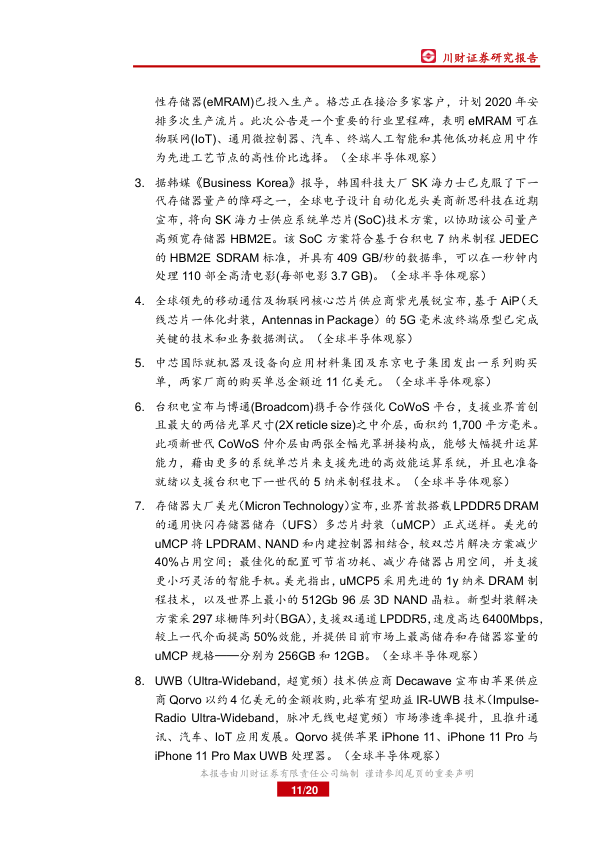 川财证券研究报告
性存储器(eMRAM)已投入生产。格芯正在接洽多家客户，计划 2020 年安
排多次生产流片。此次公告是一个重要的行业里程碑，表明 eMRAM 可在
物联网(IoT)、通用微控制器、汽车、终端人工智能和其他低功耗应用中作
为先进工艺节点的高性价比选择。（全球半导体观察）
3. 据韩媒《Business Korea》报导，韩国科技大厂 SK 海力士已克服了下一
代存储器量产的障碍之一，全球电子设计自动化龙头美商新思科技在近期
宣布，将向 SK 海力士供应系统单芯片(SoC)技术方案，以协助该公司量产
高频宽存储器 HBM2E。该 SoC 方案符合基于台积电 7 纳米制程 JEDEC
的 HBM2E SDRAM 标准，并具有 409 GB/秒的数据率，可以在一秒钟内
处理 110 部全高清电影(每部电影 3.7 GB)。（全球半导体观察）
4. 全球领先的移动通信及物联网核心芯片供应商紫光展锐宣布，基于 AiP（天
线芯片一体化封装，Antennas in Package）的 5G 毫米波终端原型已完成
关键的技术和业务数据测试。（全球半导体观察）
5. 中芯国际就机器及设备向应用材料集团及东京电子集团发出一系列购买
单，两家厂商的购买单总金额近 11 亿美元。（全球半导体观察）
6. 台积电宣布与博通(Broadcom)携手合作强化 CoWoS 平台，支援业界首创
且最大的两倍光罩尺寸(2X reticle size)之中介层，面积约 1,700 平方毫米。
此项新世代 CoWoS 仲介层由两张全幅光罩拼接构成，能够大幅提升运算
能力，藉由更多的系统单芯片来支援先进的高效能运算系统，并且也准备
就绪以支援台积电下一世代的 5 纳米制程技术。（全球半导体观察）
7. 存储器大厂美光（Micron Technology）宣布，业界首款搭载 LPDDR5 DRAM
的通用快闪存储器储存（UFS）多芯片封装（uMCP）正式送样。美光的
uMCP 将 LPDRAM、NAND 和内建控制器相结合，较双芯片解决方案减少
40%占用空间；最佳化的配置可节省功耗、减少存储器占用空间，并支援
更小巧灵活的智能手机。美光指出，uMCP5 采用先进的 1y 纳米 DRAM 制
程技术，以及世界上最小的 512Gb 96 层 3D NAND 晶粒。新型封装解决
方案采 297 球栅阵列封（BGA），支援双通道 LPDDR5，速度高达 6400Mbps，
较上一代介面提高 50%效能，并提供目前市场上最高储存和存储器容量的
uMCP 规格——分别为 256GB 和 12GB。（全球半导体观察）
8. UWB（Ultra-Wideband，超宽频）技术供应商 Decawave 宣布由苹果供应
商 Qorvo 以约 4 亿美元的金额收购，此举有望助益 IR-UWB 技术（Impulse-
Radio Ultra-Wideband，脉冲无线电超宽频）市场渗透率提升，且推升通
讯、汽车、IoT 应用发展。Qorvo 提供苹果 iPhone 11、iPhone 11 Pro 与
iPhone 11 Pro Max UWB 处理器。（全球半导体观察）
本报告由川财证券有限责任公司编制 谨请参阅尾页的重要声明
11/20